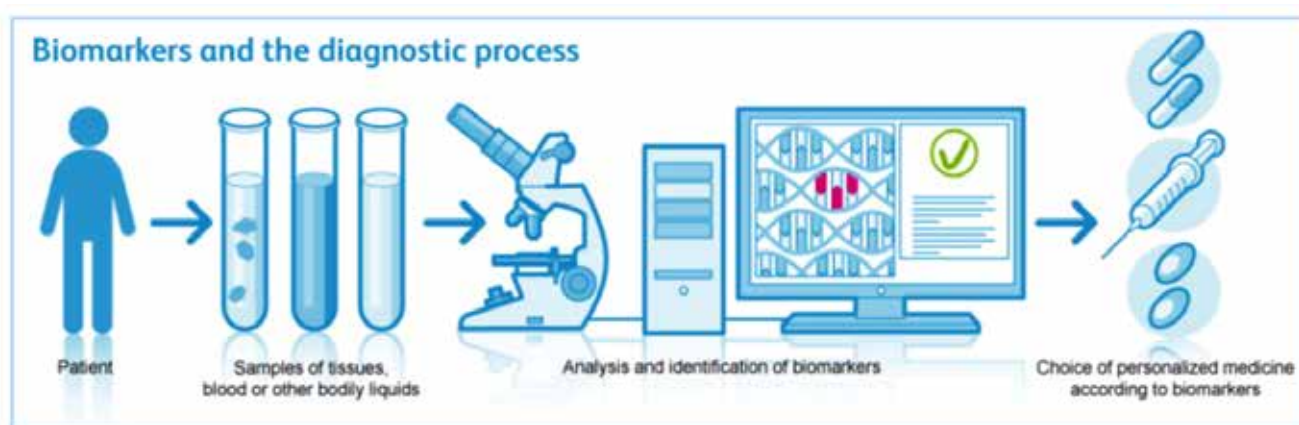 Biomarkers and the diagnostic process
Patient
Samples of tissues,
blood or other bodily liquids
Analysis and identification of biomarkers
Choice of personalized medicine
according to biomarkers